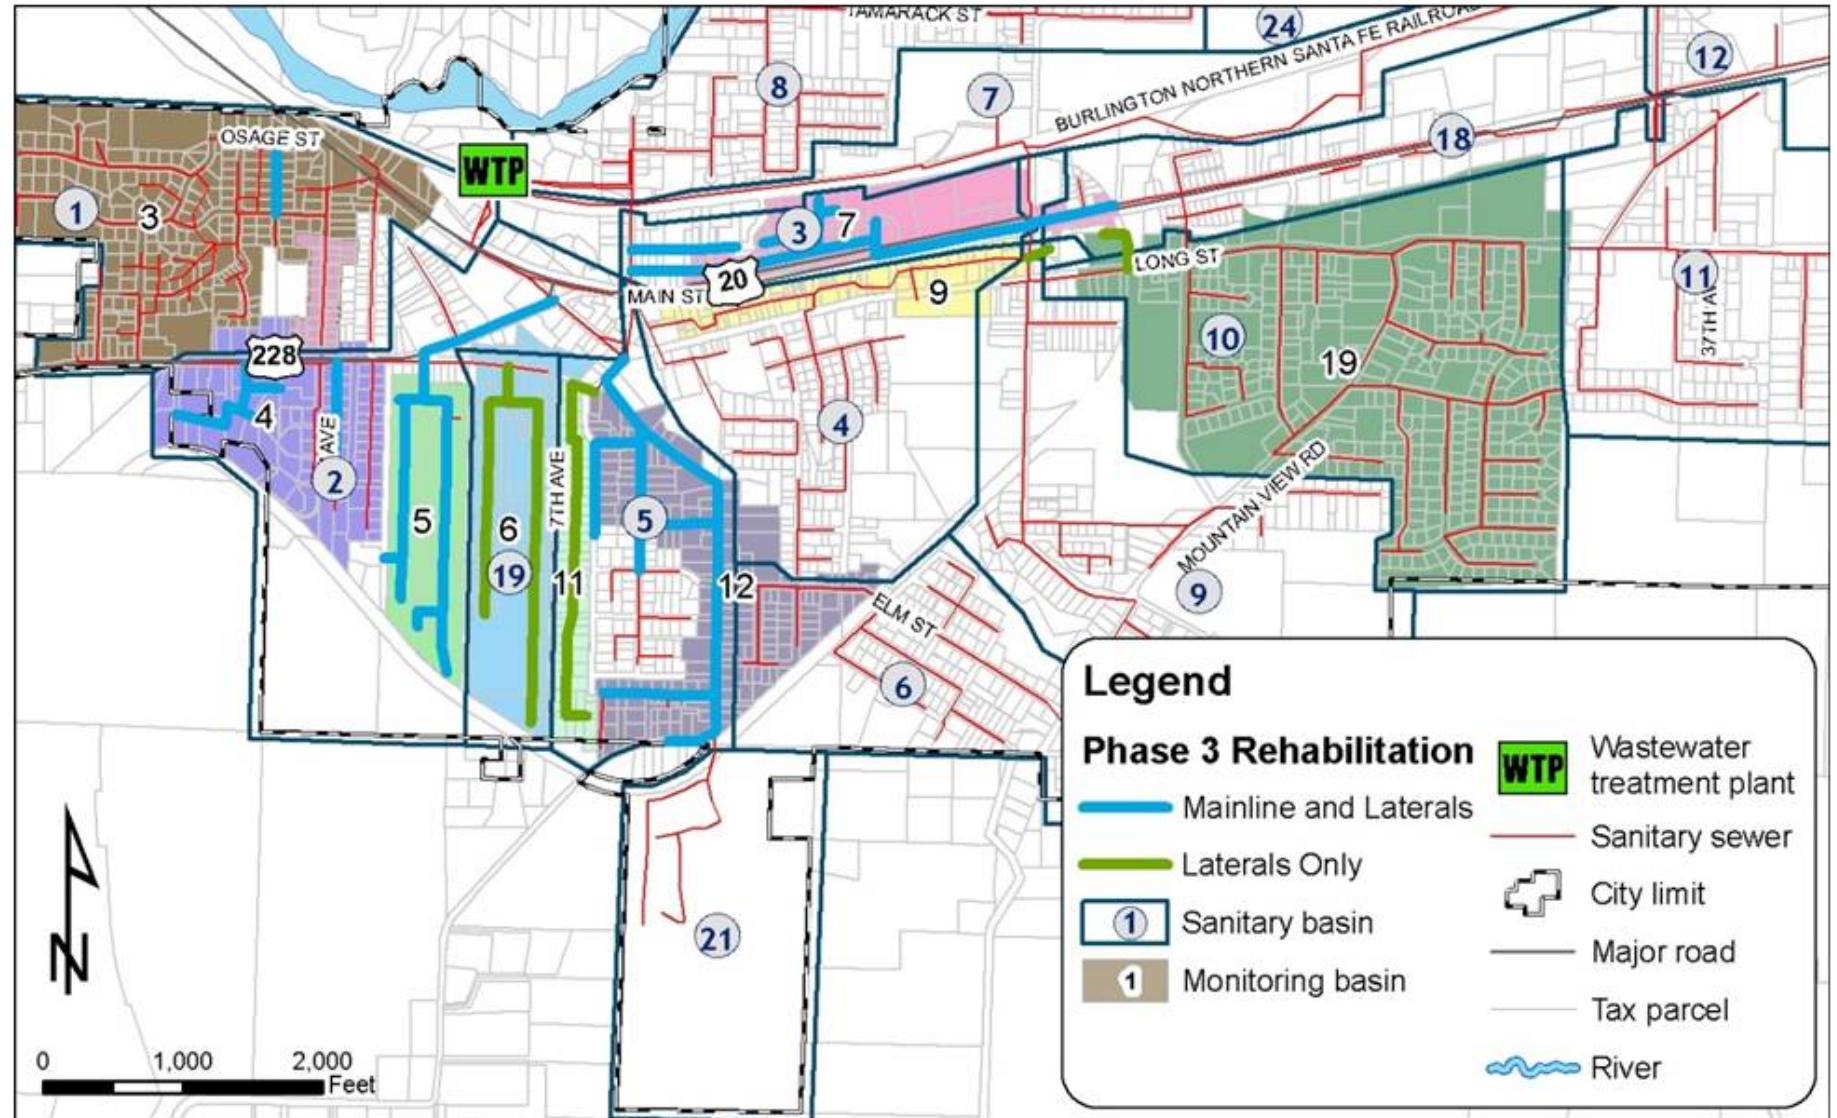 TAMARACK ST
24
BURLINGTON NORTHERN SANTA FE RAILROAD
12
8
7
18
OSAGE ST
WTP
1
3
3
7
20
MAIN ST
LONG ST
9
11
37TH A
10
19
228
4
AVE
2
4
7TH AVE
5
6
5
19
11
12
MOUNTAIN VIEW RD
9
ELM ST
6
21
N
0 1,000 2,000
Feet
Legend
Phase 3 Rehabilitation
Mainline and Laterals
Laterals Only
1 Sanitary basin
1 Monitoring basin
WTP Wastewater
treatment plant
Sanitary sewer
City limit
Major road
Tax parcel
River